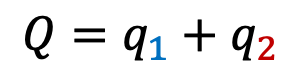 Q = q₁ + q₂